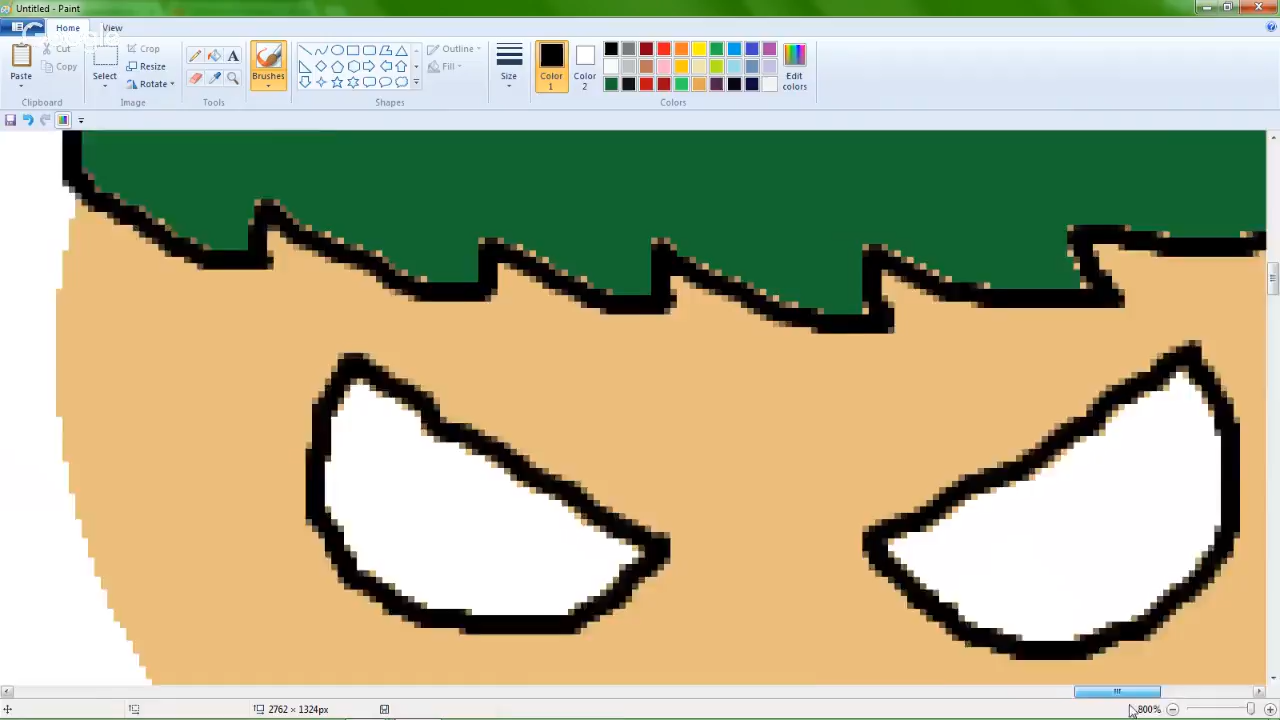 Untitled - Paint
Home View
Paste
Cut
Copy
Clipboard
Select
Crop
Resize
Rotate
Image
Tools
Brushes
Outline
Fill
Shapes
Size
Color 1
Color 2
Edit colors
Colors
2762 × 1324px
800%